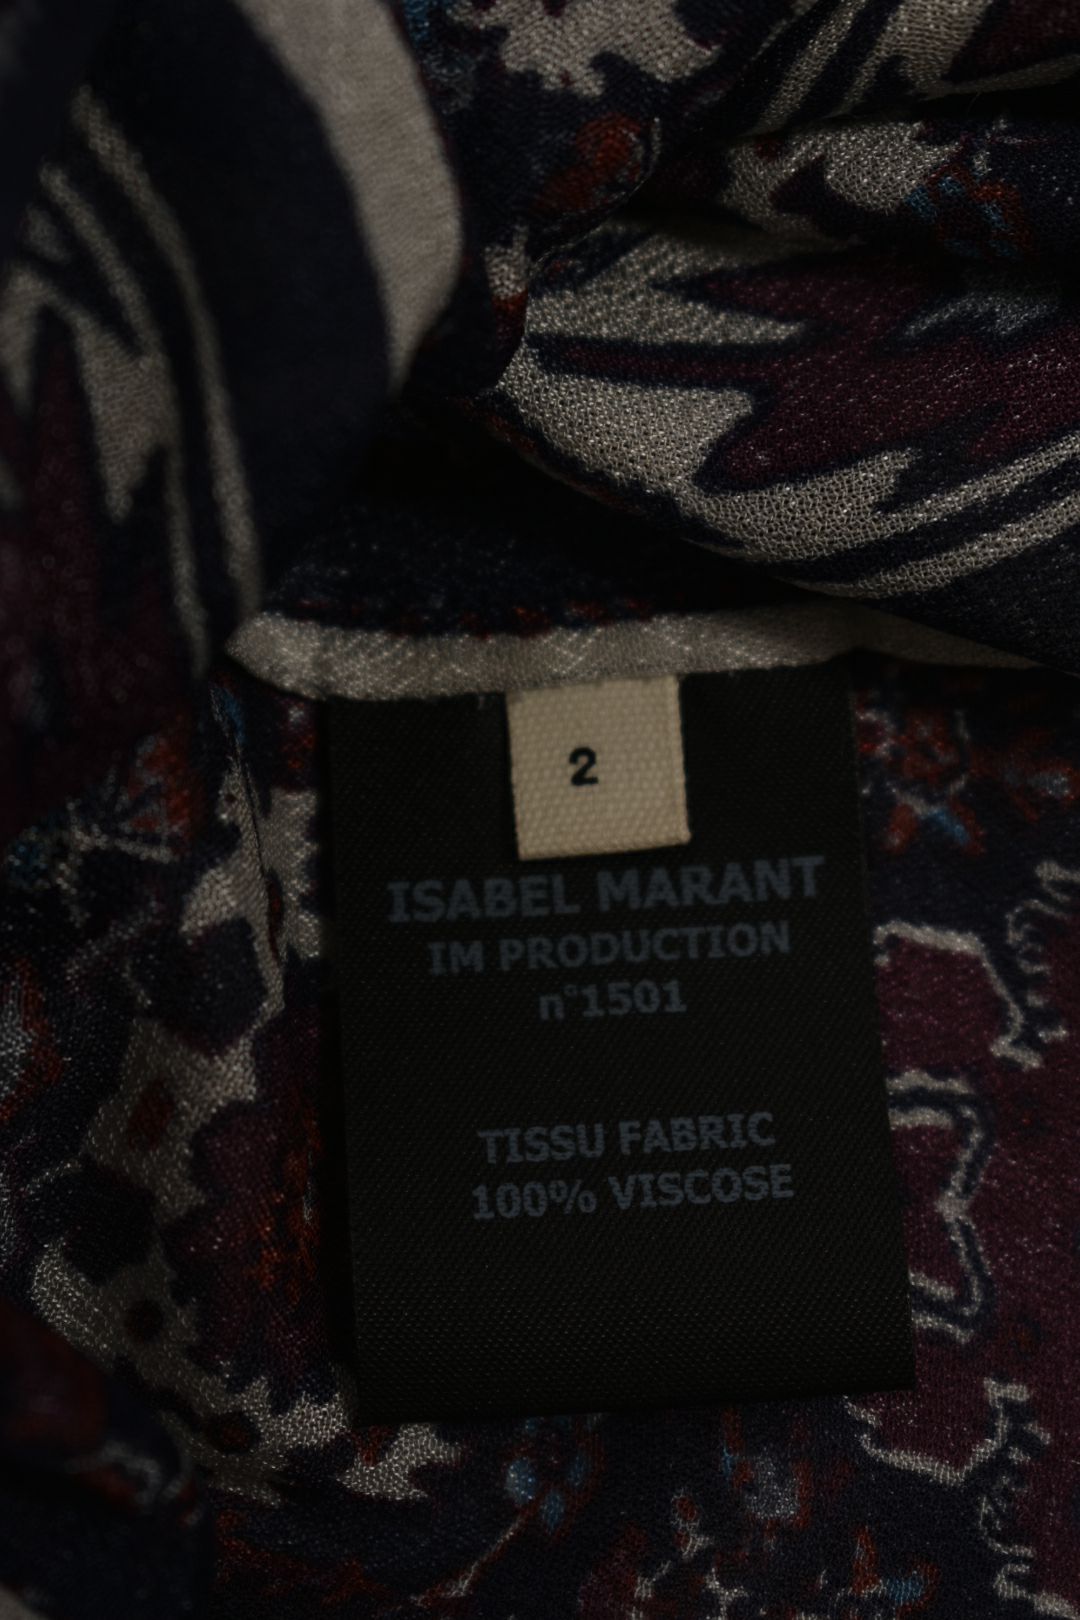 2
ISABEL MARANT
IM PRODUCTION
n°1501
TISSU FABRIC
100% VISCOSE